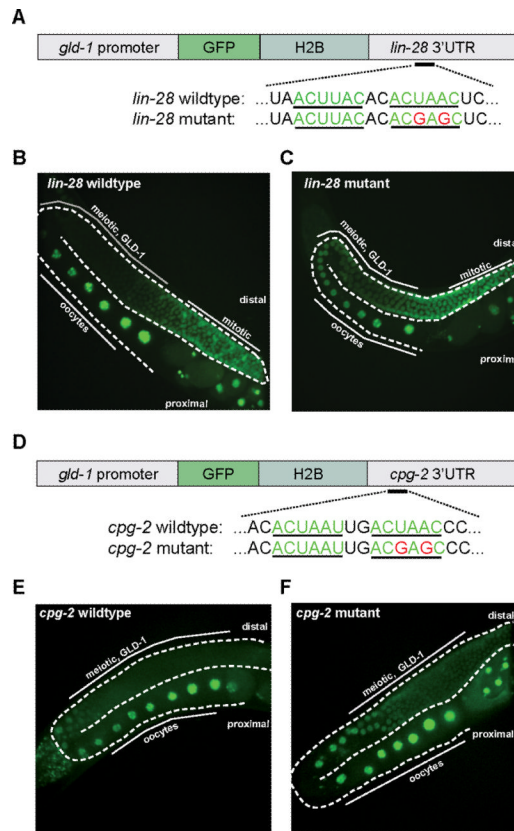 A
gld-1 promoter GFP H2B lin-28 3'UTR
lin-28 wildtype: ...UAACUUACACACUAACUC...
lin-28 mutant: ...UAACUUACACACGAGCUC...
B
lin-28 wildtype
meiotic, GLD-1
distal
mitotic
oocytes
proximal
C
lin-28 mutant
meiotic, GLD-1
distal
mitotic
oocytes
proxima
D
gld-1 promoter GFP H2B cpg-2 3'UTR
cpg-2 wildtype: ...ACACUAAUUGACUAACCC...
cpg-2 mutant: ...ACACUAAUUGACGAGCCC...
E
cpg-2 wildtype
distal
meiotic, GLD-1
proximal
oocytes
F
cpg-2 mutant
distal
meiotic, GLD-1
proximal
oocytes